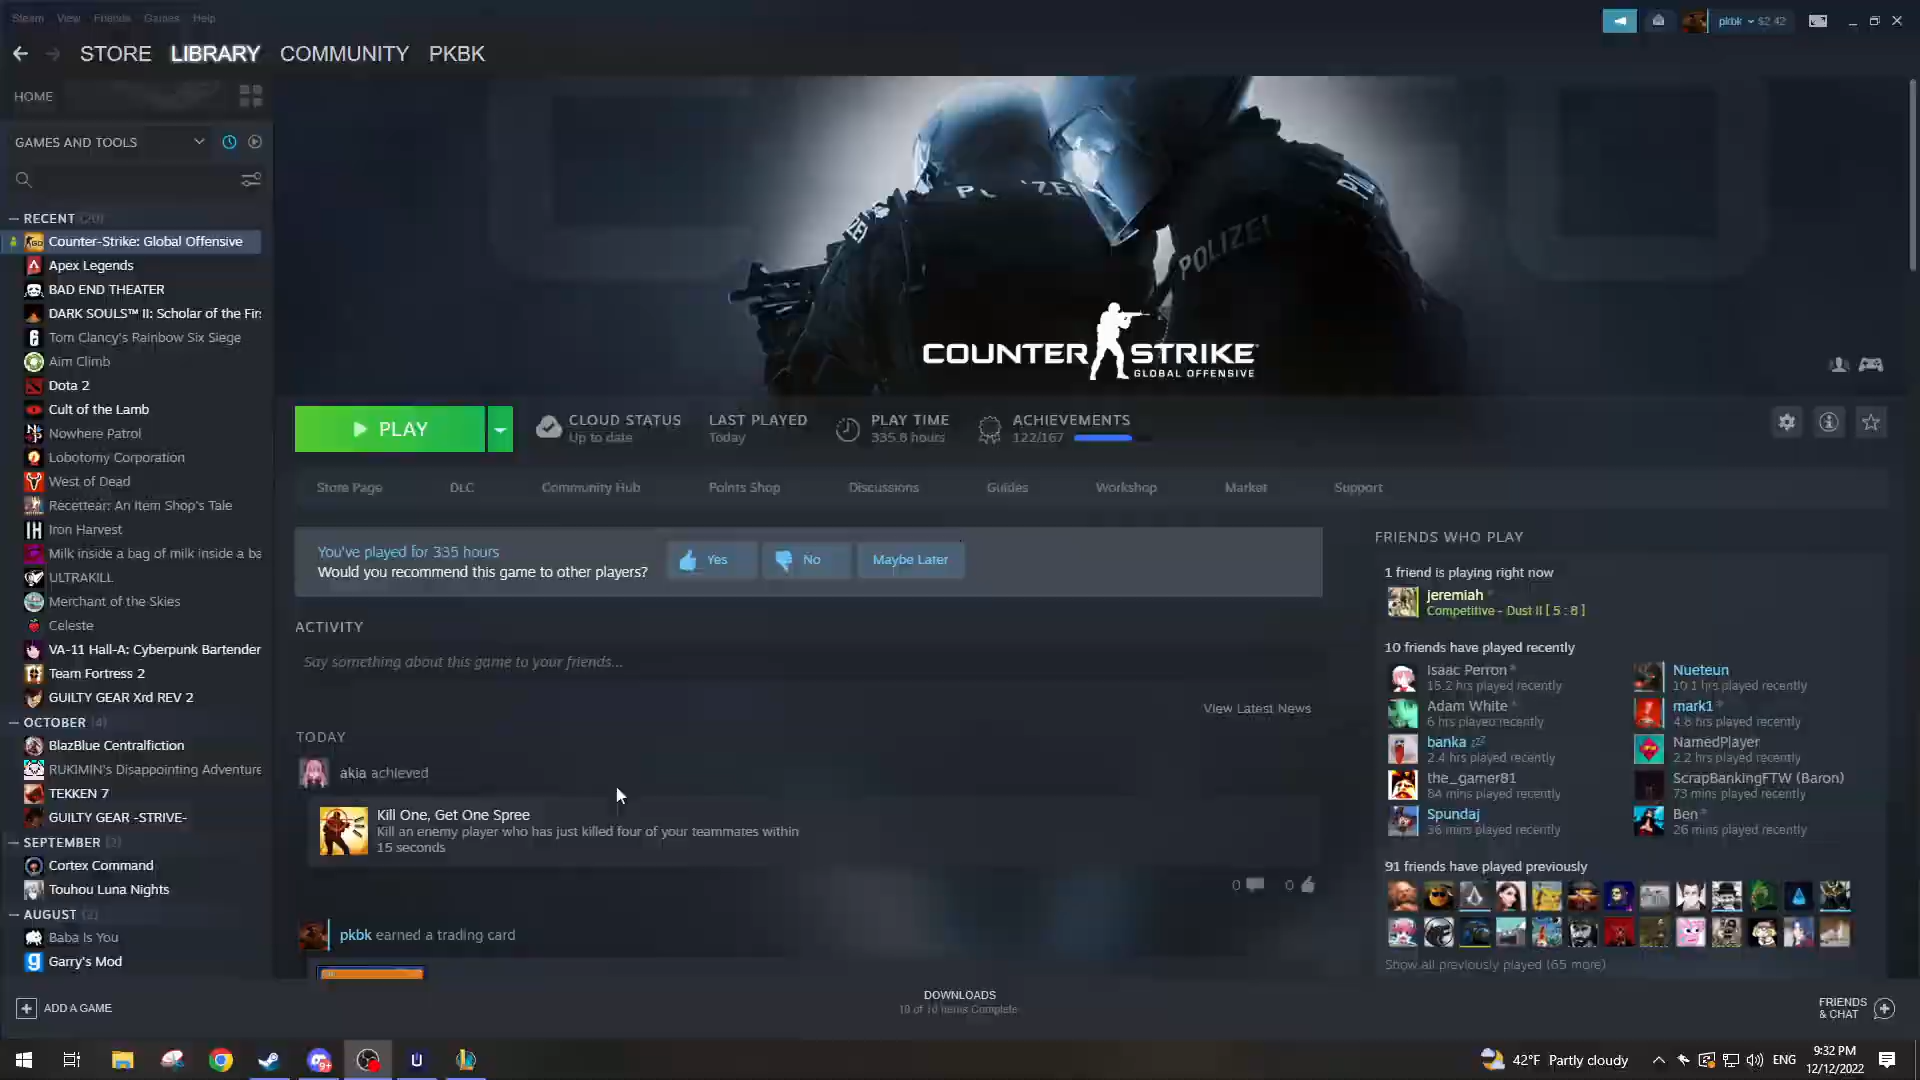 Steam View Friends Games Help
pkbk $2.42
STORE LIBRARY COMMUNITY PKBK
HOME
GAMES AND TOOLS
RECENT (20)
Counter-Strike: Global Offensive
Apex Legends
BAD END THEATER
DARK SOULS™ II: Scholar of the Firs
Tom Clancy's Rainbow Six Siege
Aim Climb
Dota 2
Cult of the Lamb
Nowhere Patrol
Lobotomy Corporation
West of Dead
Recettear: An Item Shop's Tale
Iron Harvest
Milk inside a bag of milk inside a ba
ULTRAKILL
Merchant of the Skies
Celeste
VA-11 Hall-A: Cyberpunk Bartender
Team Fortress 2
GUILTY GEAR Xrd REV 2
OCTOBER (4)
BlazBlue Centralfiction
RUKIMIN's Disappointing Adventure
TEKKEN 7
GUILTY GEAR -STRIVE-
SEPTEMBER (2)
Cortex Command
Touhou Luna Nights
AUGUST (2)
Baba Is You
Garry's Mod
ADD A GAME
POLIZEI
COUNTER STRIKE
GLOBAL OFFENSIVE
PLAY
CLOUD STATUS
Up to date
LAST PLAYED
Today
PLAY TIME
335.8 hours
ACHIEVEMENTS
122/167
Store Page DLC Community Hub Points Shop Discussions Guides Workshop Market Support
You've played for 335 hours
Would you recommend this game to other players?
Yes
No
Maybe Later
ACTIVITY
Say something about this game to your friends...
View Latest News
TODAY
akia achieved
Kill One, Get One Spree
Kill an enemy player who has just killed four of your teammates within
15 seconds
0 0
pkbk earned a trading card
FRIENDS WHO PLAY
1 friend is playing right now
jeremiah *
Competitive - Dust II [ 5 : 8 ]
10 friends have played recently
Isaac Perron *
15.2 hrs played recently
Nueteun
10.1 hrs played recently
Adam White *
6 hrs played recently
mark1 *
4.8 hrs played recently
banka zZZ
2.4 hrs played recently
NamedPlayer
2.2 hrs played recently
the_gamer81
84 mins played recently
ScrapBankingFTW (Baron)
73 mins played recently
Spundaj
36 mins played recently
Ben *
26 mins played recently
91 friends have played previously
Show all previously played (65 more)
DOWNLOADS
10 of 10 Items Complete
FRIENDS
& CHAT
42°F Partly cloudy
ENG
9:32 PM
12/12/2022